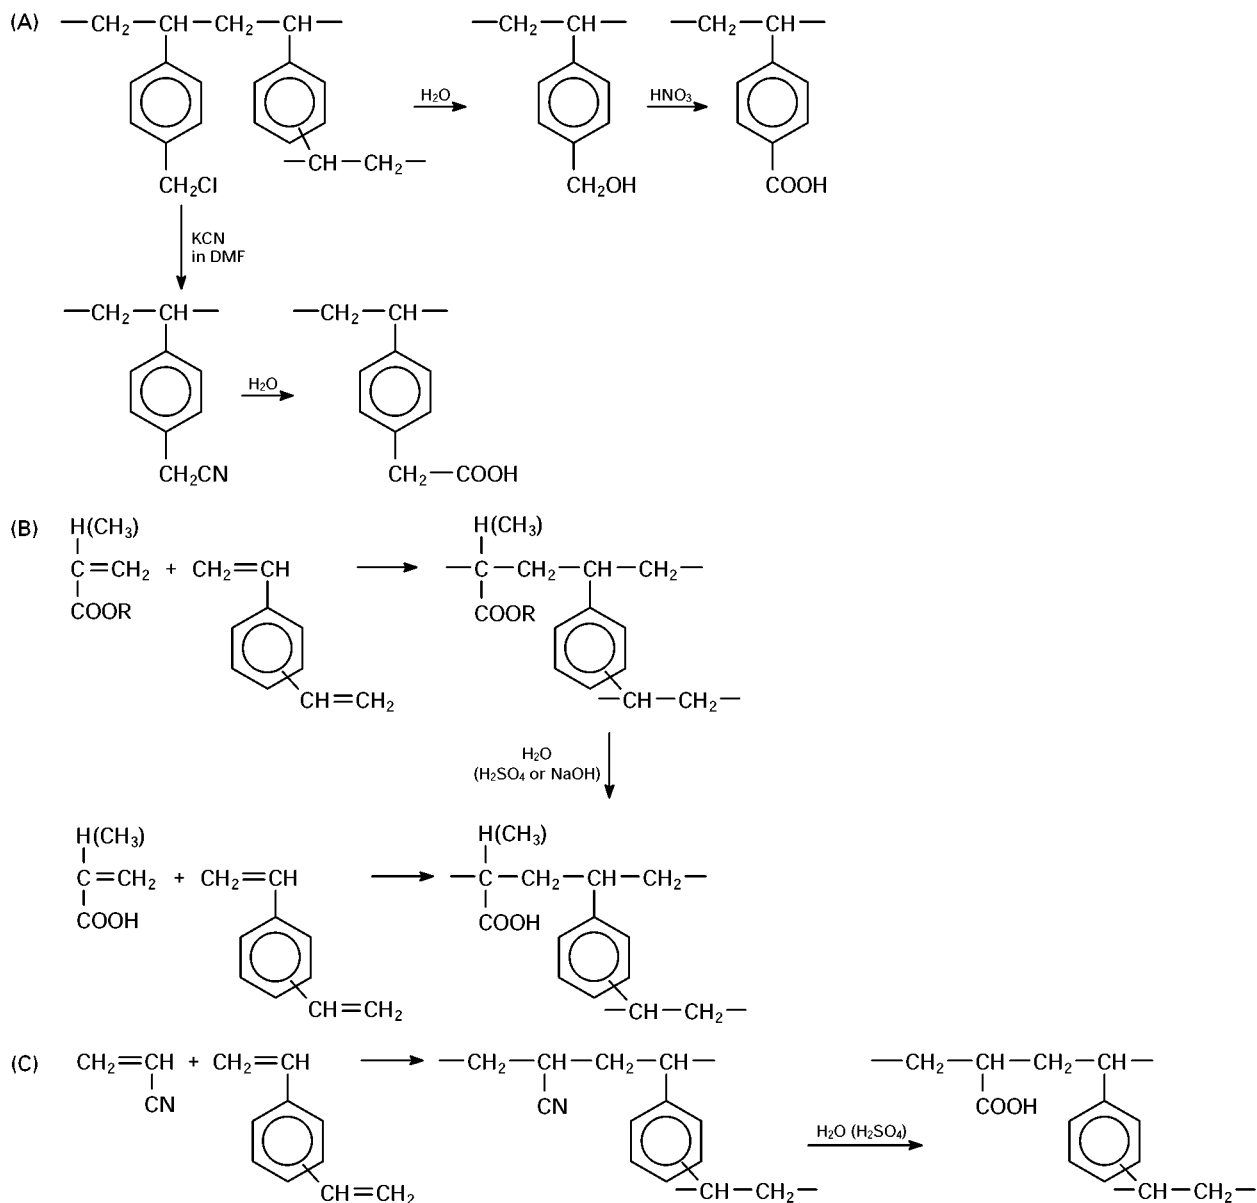 (A) —CH₂—CH—CH₂—CH—
—CH—CH₂—
CH₂Cl
H₂O
—CH₂—CH—
CH₂OH
HNO₃
—CH₂—CH—
COOH
KCN
in DMF
—CH₂—CH—
CH₂CN
H₂O
—CH₂—CH—
CH₂—COOH
(B) H(CH₃)
C=CH₂ + CH₂=CH
COOR
CH=CH₂
H(CH₃)
—C—CH₂—CH—CH₂—
COOR
—CH—CH₂—
H₂O
(H₂SO₄ or NaOH)
H(CH₃)
C=CH₂ + CH₂=CH
COOH
CH=CH₂
H(CH₃)
—C—CH₂—CH—CH₂—
COOH
—CH—CH₂—
(C) CH₂=CH + CH₂=CH
CN
CH=CH₂
—CH₂—CH—CH₂—CH—
CN
—CH—CH₂—
H₂O (H₂SO₄)
—CH₂—CH—CH₂—CH—
COOH
—CH—CH₂—